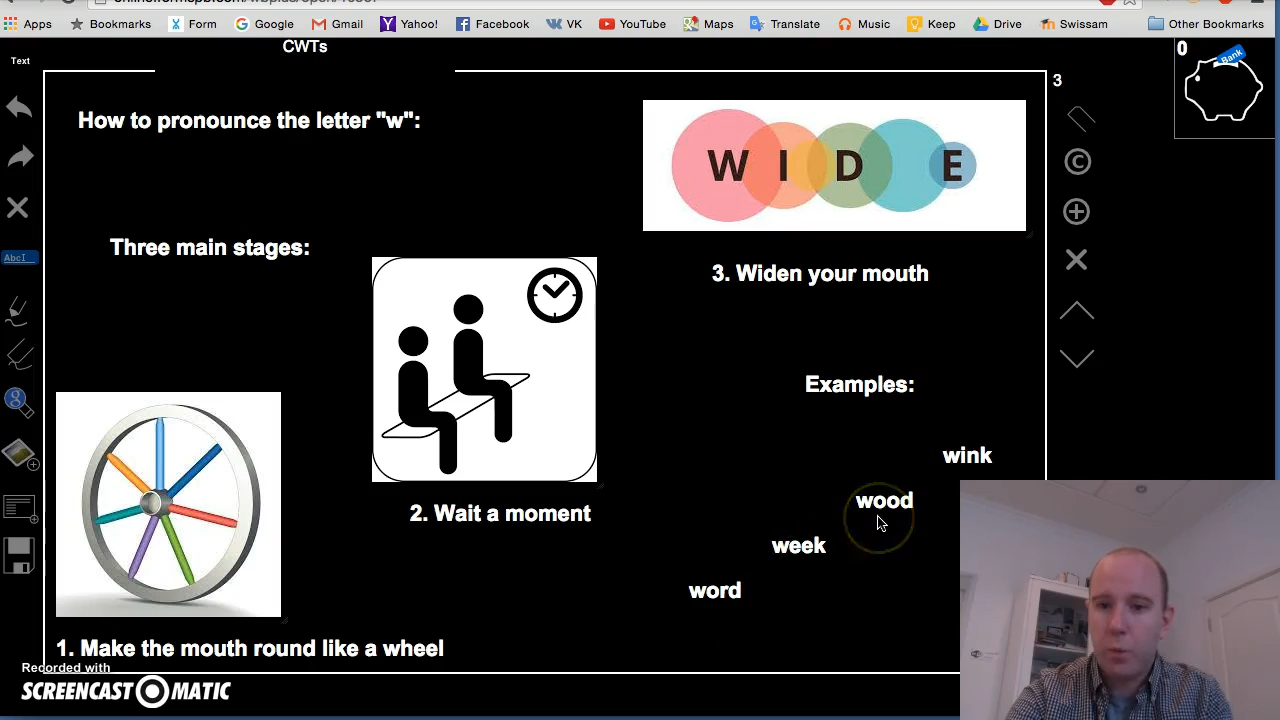 Apps
Bookmarks
Form
Google
Gmail
Yahoo!
Facebook
VK
YouTube
Maps
Translate
Music
Keep
Drive
Swissam
Other Bookmarks
CWTs
Text
0
Bank
3
How to pronounce the letter "w":
W I D E
Three main stages:
3. Widen your mouth
AbcI
Examples:
wink
wood
2. Wait a moment
week
word
1. Make the mouth round like a wheel
Recorded with
SCREENCAST MATIC